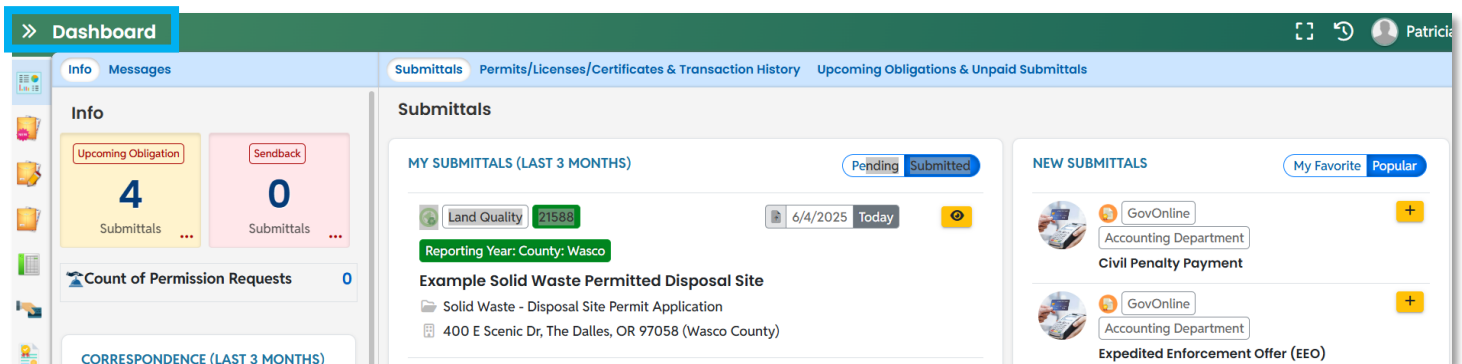 Dashboard
Patricia
Info Messages
Submittals Permits/Licenses/Certificates & Transaction History Upcoming Obligations & Unpaid Submittals
Info
Upcoming Obligation
4
Submittals ...
Sendback
0
Submittals ...
Count of Permission Requests 0
CORRESPONDENCE (LAST 3 MONTHS)
Submittals
MY SUBMITTALS (LAST 3 MONTHS) Pending Submitted
Land Quality 21588 6/4/2025 Today
Reporting Year: County: Wasco
Example Solid Waste Permitted Disposal Site
Solid Waste - Disposal Site Permit Application
400 E Scenic Dr, The Dalles, OR 97058 (Wasco County)
NEW SUBMITTALS My Favorite Popular
GovOnline
Accounting Department
Civil Penalty Payment
GovOnline
Accounting Department
Expedited Enforcement Offer (EEO)